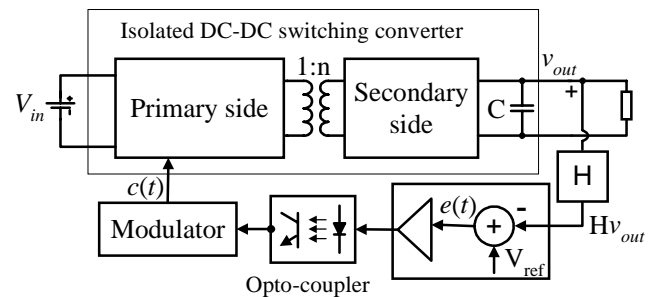 Isolated DC-DC switching converter
V_in
+
Primary side
1:n
Secondary side
C
v_out
+
H
c(t)
Modulator
Opto-coupler
e(t)
+
-
V_ref
Hv_out